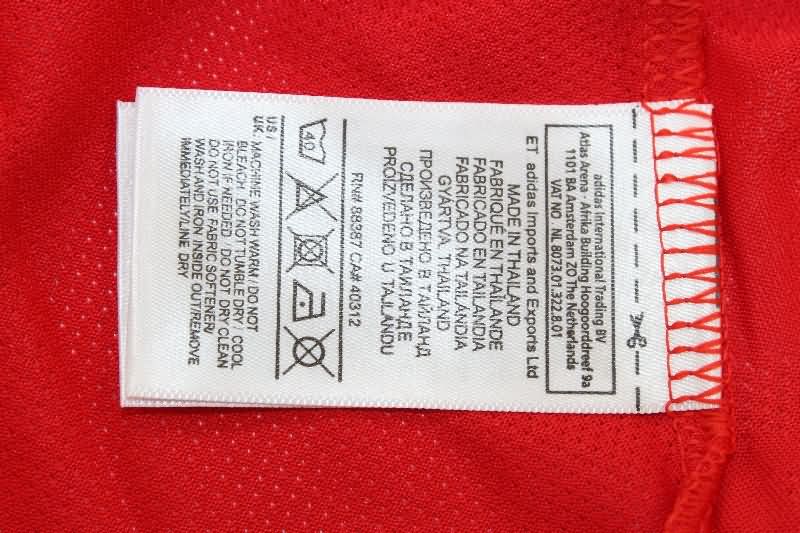 adidas International Trading BV
Atlas Arena - Afrika Building Hoogoorddreef 9a
1101 BA Amsterdam ZO The Netherlands
VAT NO. NL 8073.01.322.B.01
ET adidas Imports and Exports Ltd
MADE IN THAILAND
FABRIQUE EN THAILANDE
FABRICADO EN TAILANDIA
FABRICADO NA TAILÂNDIA
GYÁRTVA THAILAND
ПРОИЗВЕДЕНО В ТАЙЛАНД
СДЕЛАНО В ТАИЛАНДЕ
PROIZVEDENO U TAJLANDU
RN# 88387 CA# 40312
40
US /
UK. MACHINE WASH WARM / DO NOT
BLEACH / DO NOT TUMBLE DRY / COOL
IRON IF NEEDED / DO NOT DRY CLEAN
DO NOT USE FABRIC SOFTENER/
WASH AND IRON INSIDE OUT/REMOVE
IMMEDIATELY/LINE DRY